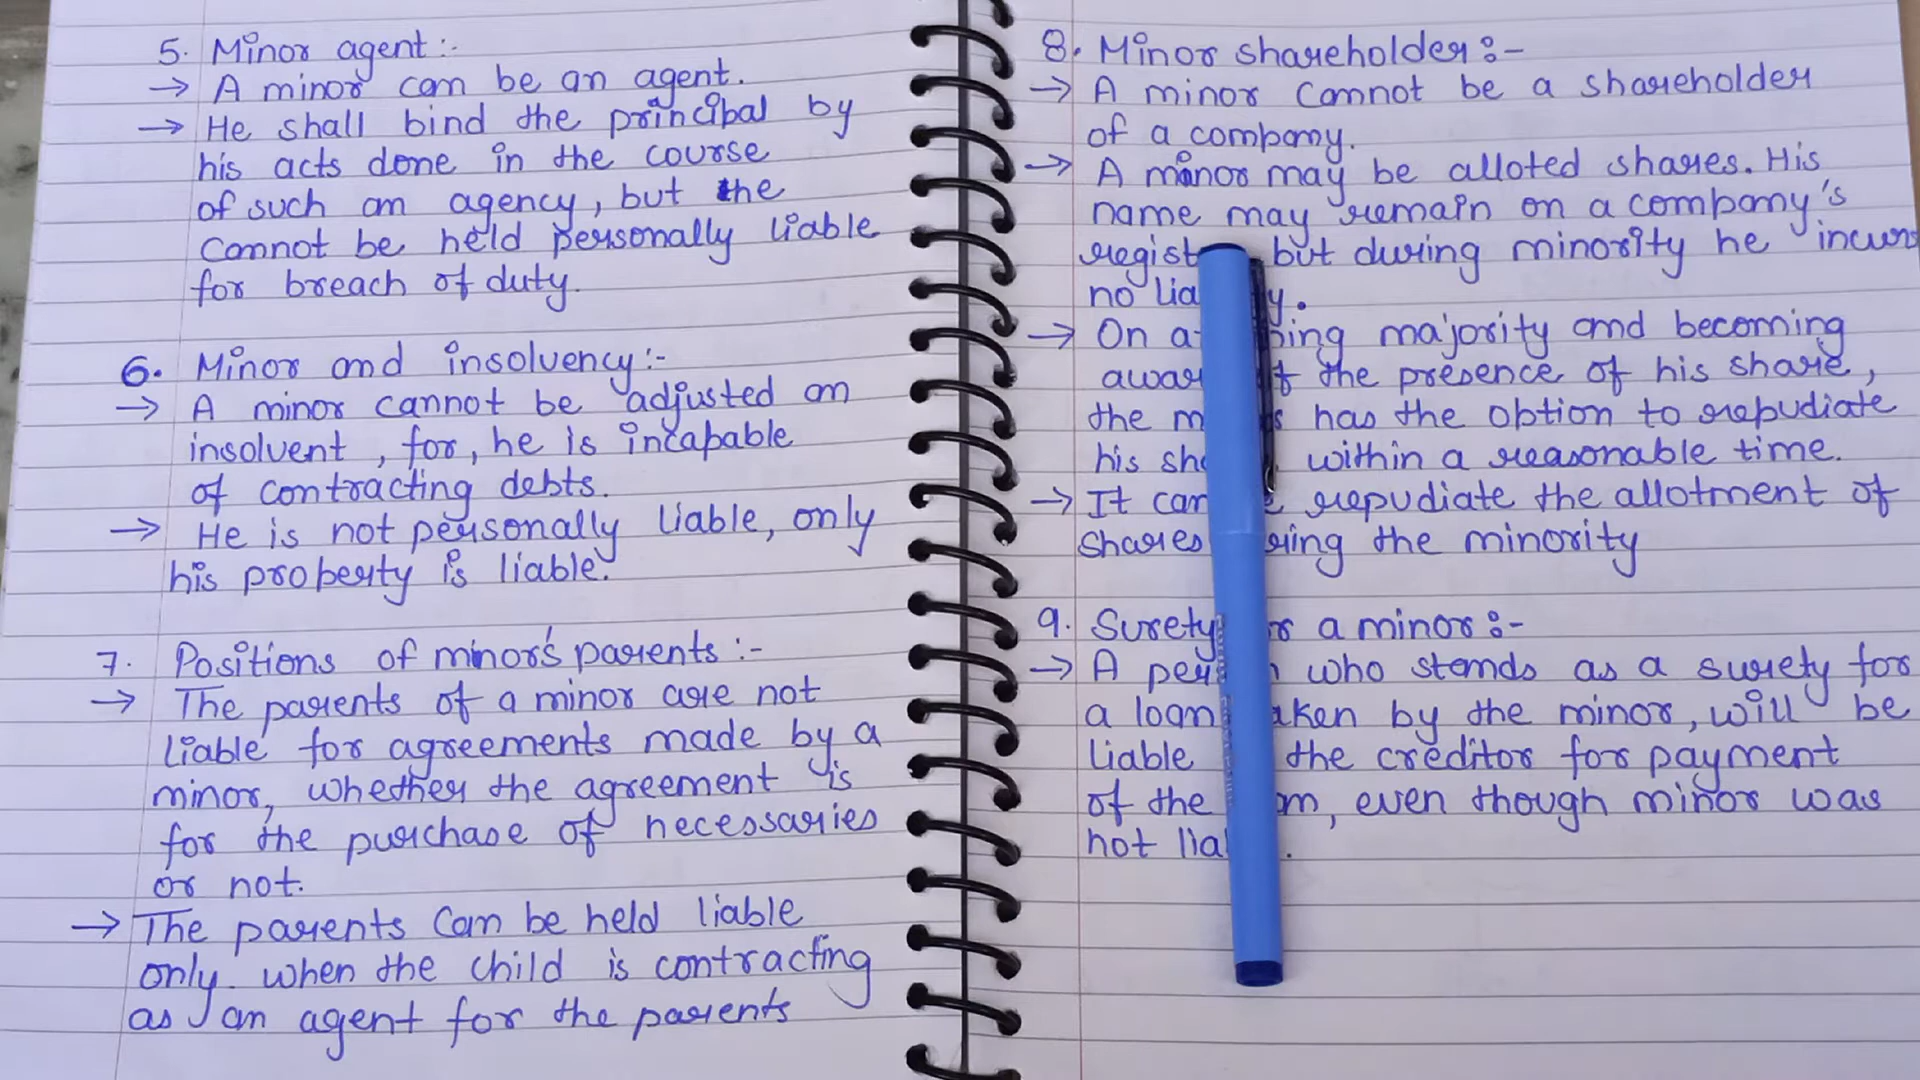 5. Minor agent :-
→ A minor can be an agent.
→ He shall bind the principal by
his acts done in the course
of such an agency, but the
cannot be held personally liable
for breach of duty.
6. Minor and insolvency :-
→ A minor cannot be adjusted an
insolvent, for, he is incapable
of contracting debts.
→ He is not personally liable, only
his property is liable.
7. Positions of minor's parents :-
→ The parents of a minor are not
liable for agreements made by a
minor, whether the agreement is
for the purchase of necessaries
or not.
→ The parents can be held liable
only when the child is contracting
as an agent for the parents
8. Minor shareholder :-
→ A minor cannot be a shareholder
of a company.
→ A minor may be alloted shares. His
name may remain on a company's
but during minority he incurs
no
→ On majority and becoming
the presence of his share,
the has the option to repudiate
his within a reasonable time.
→ It repudiate the allotment of
shares the minority
9. Surety a minor :-
→ A who stands as a surety for
a loan by the minor, will be
liable the creditor for payment
of the even though minor was
not